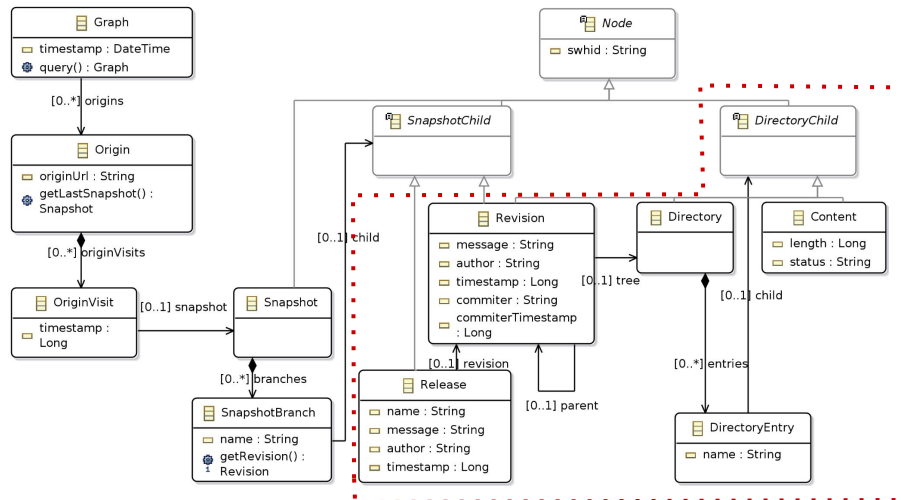 Graph
timestamp : DateTime
query() : Graph
[0..*] origins
Origin
originUrl : String
getLastSnapshot() :
Snapshot
[0..*] originVisits
OriginVisit
timestamp :
Long
[0..1] snapshot
Snapshot
[0..*] branches
SnapshotBranch
name : String
getRevision() :
Revision
1
Node
swhid : String
SnapshotChild
DirectoryChild
[0..1] child
Revision
message : String
author : String
timestamp : Long
commiter : String
commiterTimestamp
: Long
[0..1] tree
Directory
Content
length : Long
status : String
[0..1] child
[0..1] revision
[0..1] parent
[0..*] entries
Release
name : String
message : String
author : String
timestamp : Long
DirectoryEntry
name : String